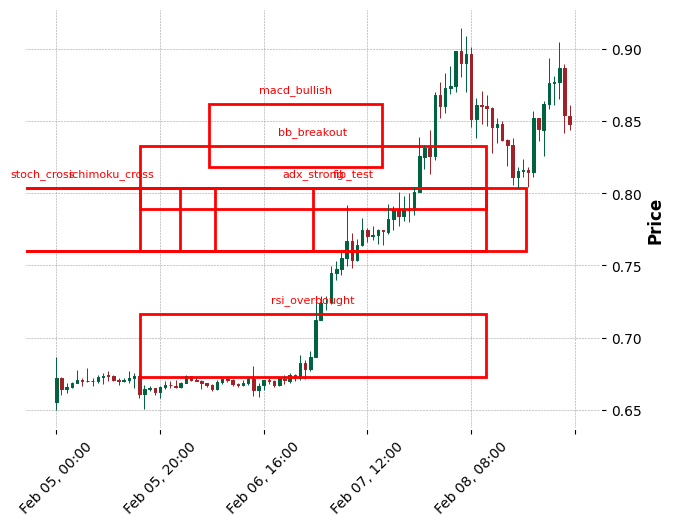 0.90
macd_bullish
0.85
bb_breakout
stoch_cross
ichimoku_cross
adx_strong
fib_test
0.80
Price
0.75
rsi_overbought
0.70
0.65
Feb 05, 00:00
Feb 05, 20:00
Feb 06, 16:00
Feb 07, 12:00
Feb 08, 08:00